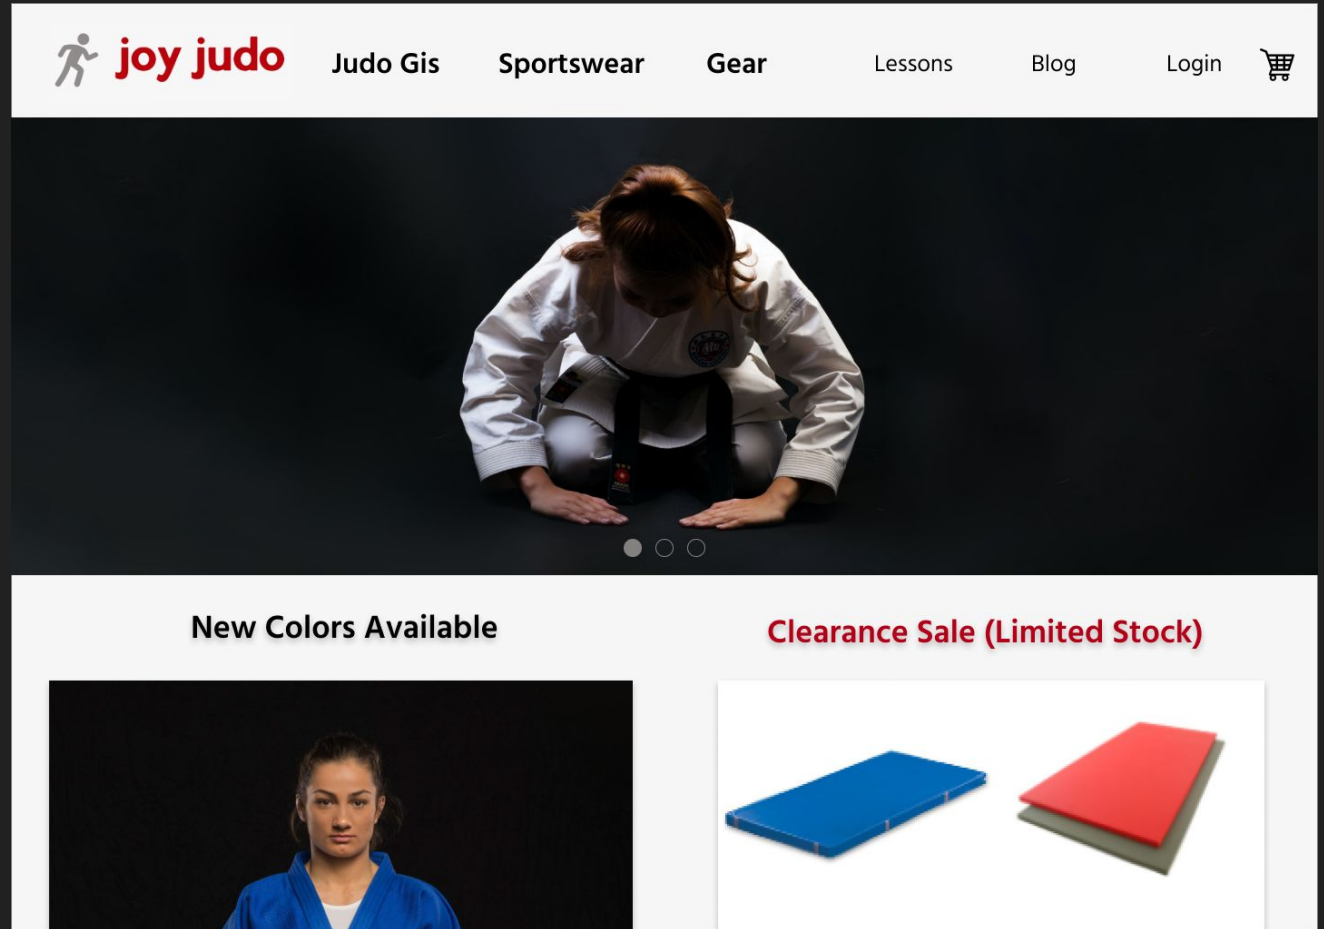 joy judo
Judo Gis Sportswear Gear Lessons Blog Login
New Colors Available
Clearance Sale (Limited Stock)